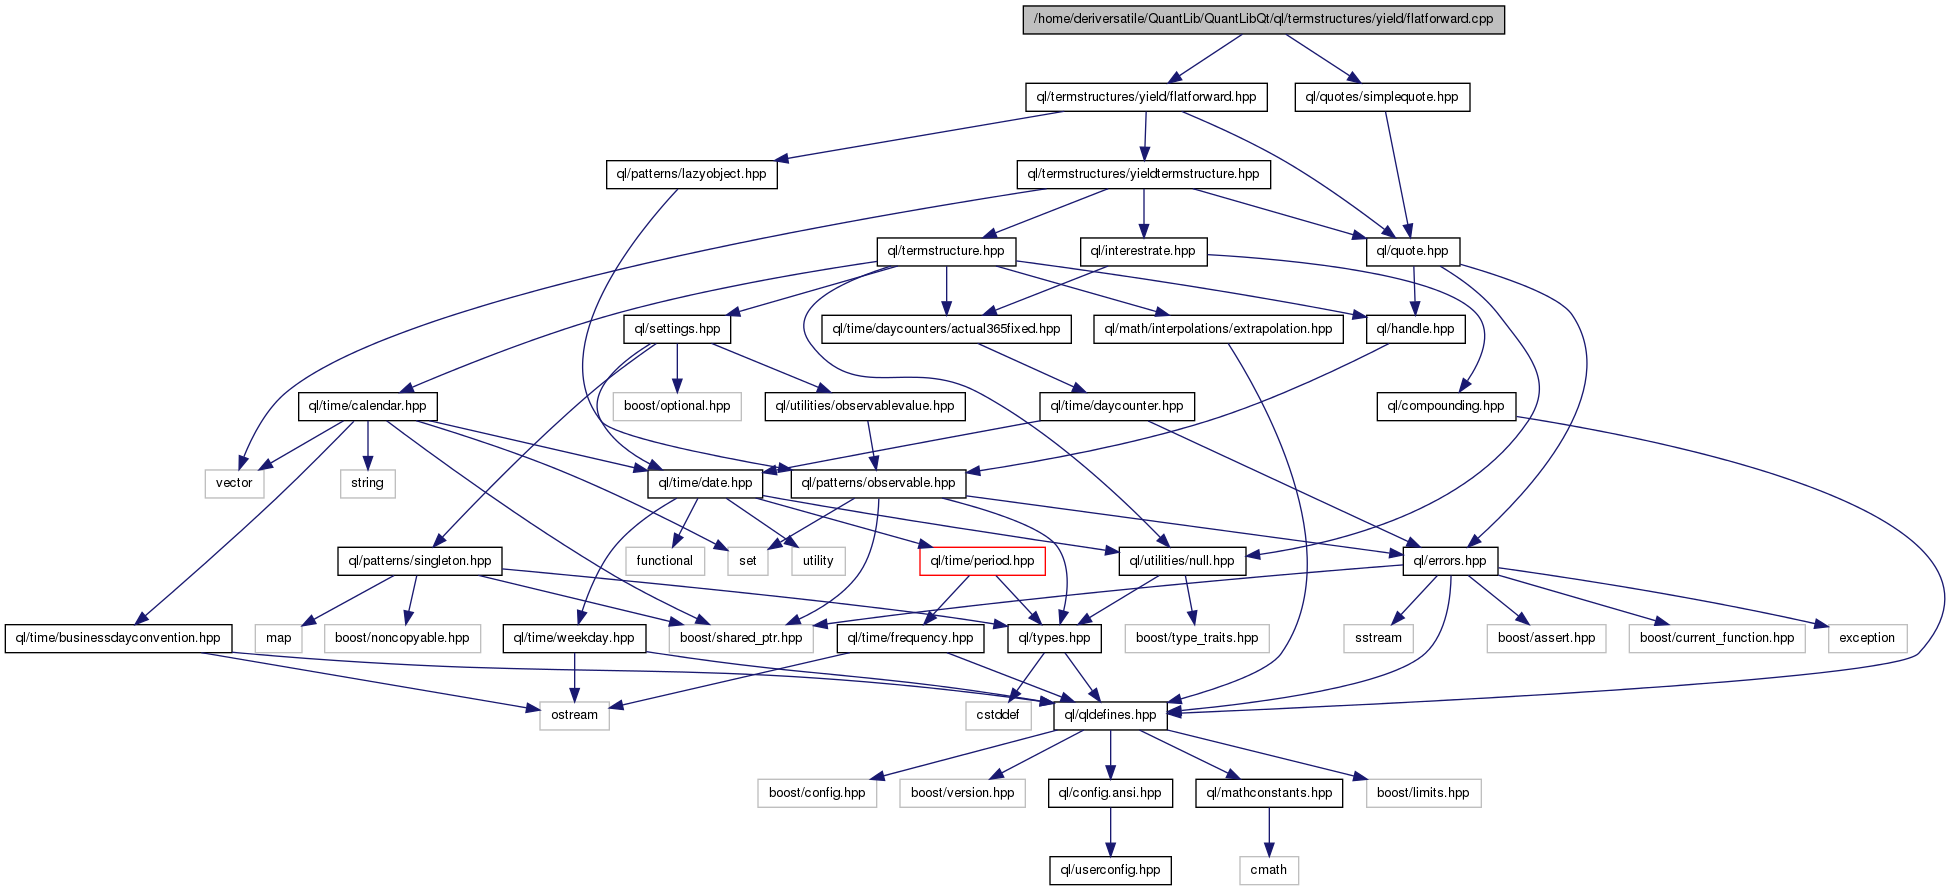 /home/deriversatile/QuantLib/QuantLibQt/ql/termstructures/yield/flatforward.cpp
ql/termstructures/yield/flatforward.hpp
ql/quotes/simplequote.hpp
ql/patterns/lazyobject.hpp
ql/termstructures/yieldtermstructure.hpp
ql/termstructure.hpp
ql/interestrate.hpp
ql/quote.hpp
ql/settings.hpp
ql/time/daycounters/actual365fixed.hpp
ql/math/interpolations/extrapolation.hpp
ql/handle.hpp
ql/time/calendar.hpp
boost/optional.hpp
ql/utilities/observablevalue.hpp
ql/time/daycounter.hpp
ql/compounding.hpp
vector
string
ql/time/date.hpp
ql/patterns/observable.hpp
ql/patterns/singleton.hpp
functional
set
utility
ql/time/period.hpp
ql/utilities/null.hpp
ql/errors.hpp
ql/time/businessdayconvention.hpp
map
boost/noncopyable.hpp
ql/time/weekday.hpp
boost/shared_ptr.hpp
ql/time/frequency.hpp
ql/types.hpp
boost/type_traits.hpp
sstream
boost/assert.hpp
boost/current_function.hpp
exception
ostream
cstddef
ql/qldefines.hpp
boost/config.hpp
boost/version.hpp
ql/config.ansi.hpp
ql/mathconstants.hpp
boost/limits.hpp
ql/userconfig.hpp
cmath